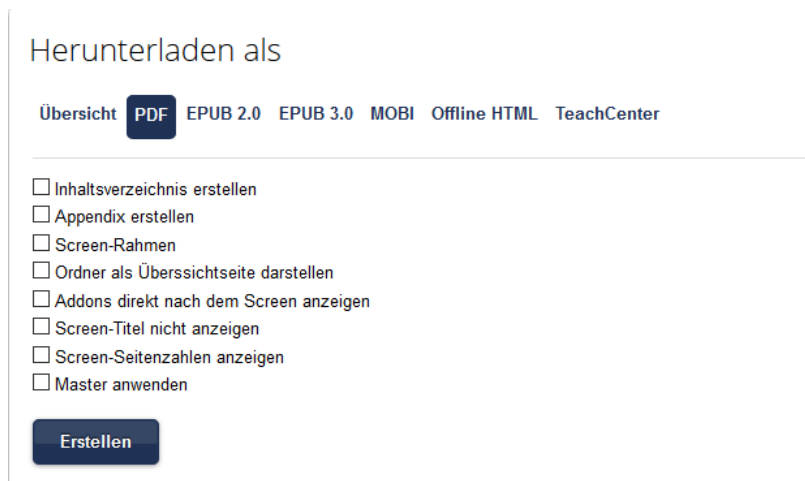 Herunterladen als
Übersicht PDF EPUB 2.0 EPUB 3.0 MOBI Offline HTML TeachCenter
Inhaltsverzeichnis erstellen
Appendix erstellen
Screen-Rahmen
Ordner als Überssichtseite darstellen
Addons direkt nach dem Screen anzeigen
Screen-Titel nicht anzeigen
Screen-Seitenzahlen anzeigen
Master anwenden
Erstellen